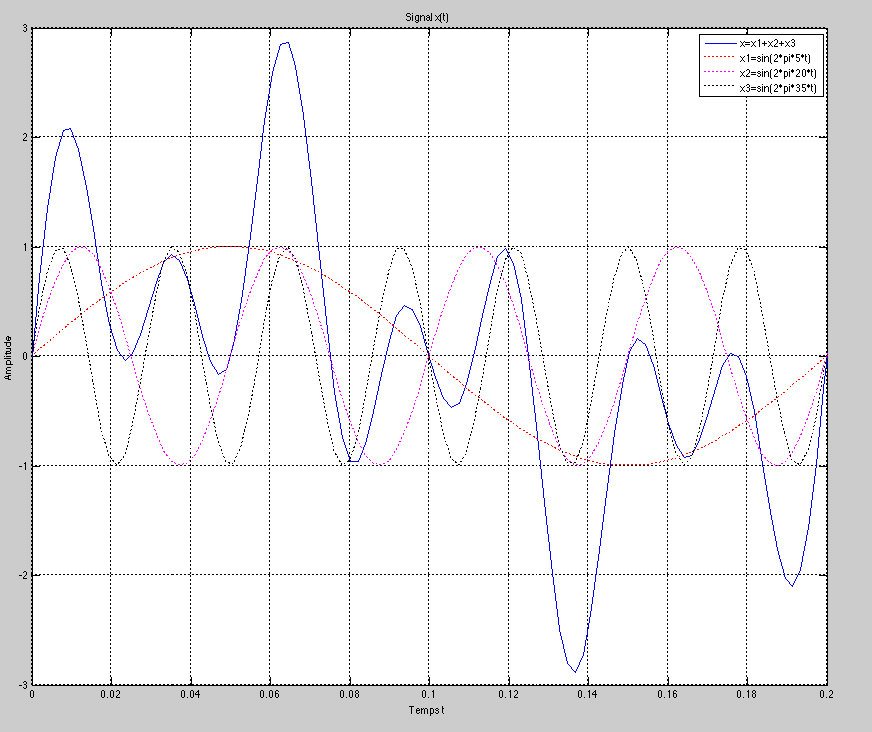 Signal x(t)
x=x1+x2+x3
x1=sin(2*pi*5*t)
x2=sin(2*pi*20*t)
x3=sin(2*pi*35*t)
3
2
1
0
-1
-2
-3
Amplitude
0
0.02
0.04
0.06
0.08
0.1
0.12
0.14
0.16
0.18
0.2
Temps t